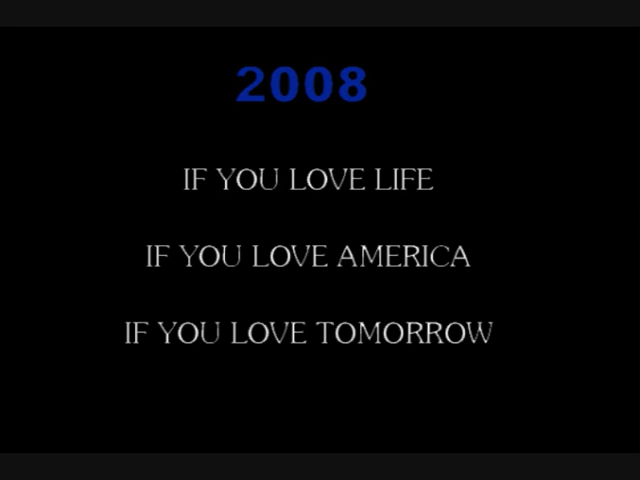 2008
IF YOU LOVE LIFE
IF YOU LOVE AMERICA
IF YOU LOVE TOMORROW